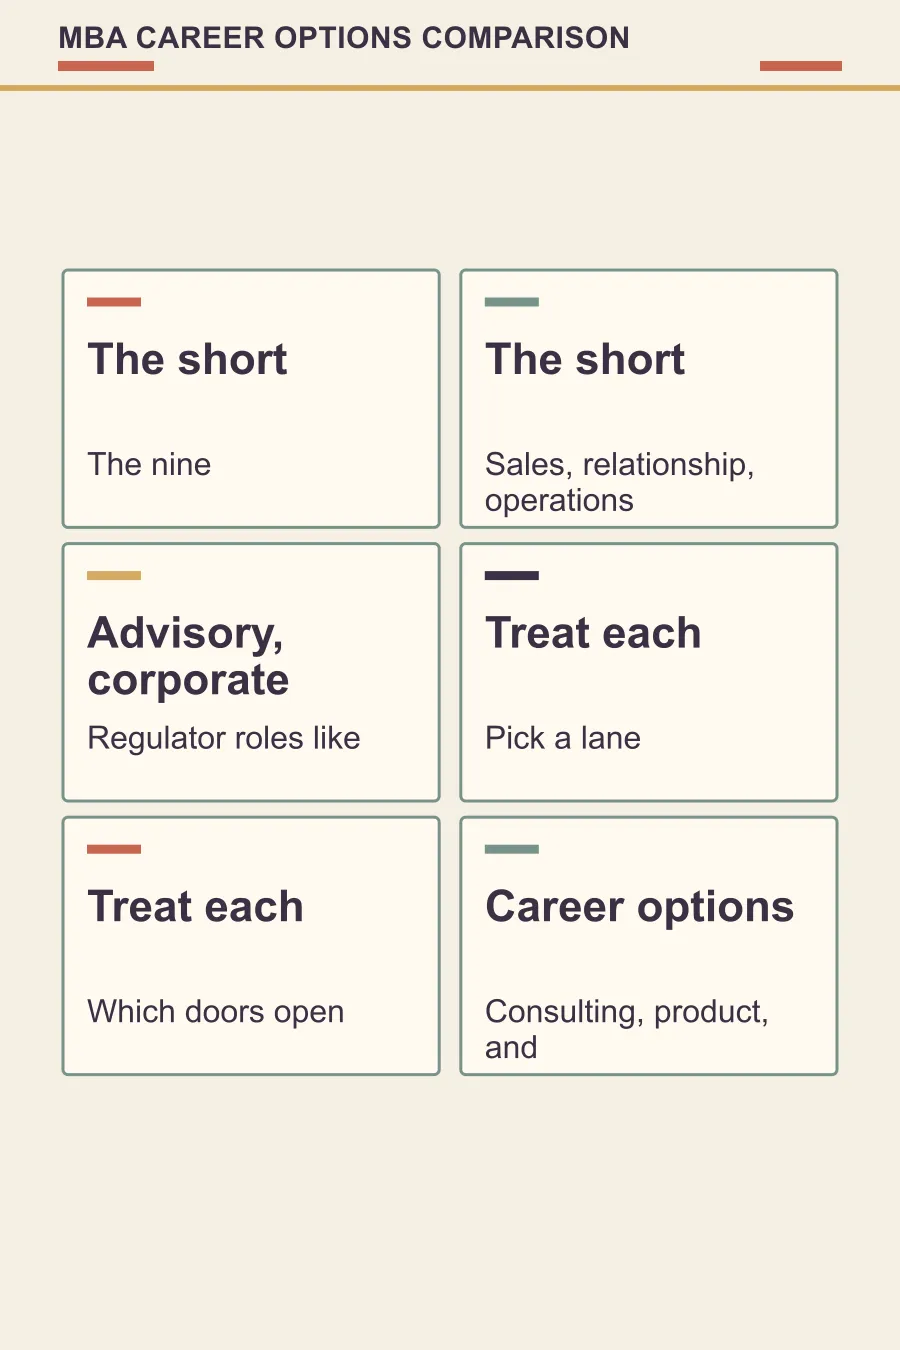 MBA CAREER OPTIONS COMPARISON
The short
The nine
The short
Sales, relationship,
operations
Advisory,
corporate
Regulator roles like
Treat each
Pick a lane
Treat each
Which doors open
Career options
Consulting, product,
and